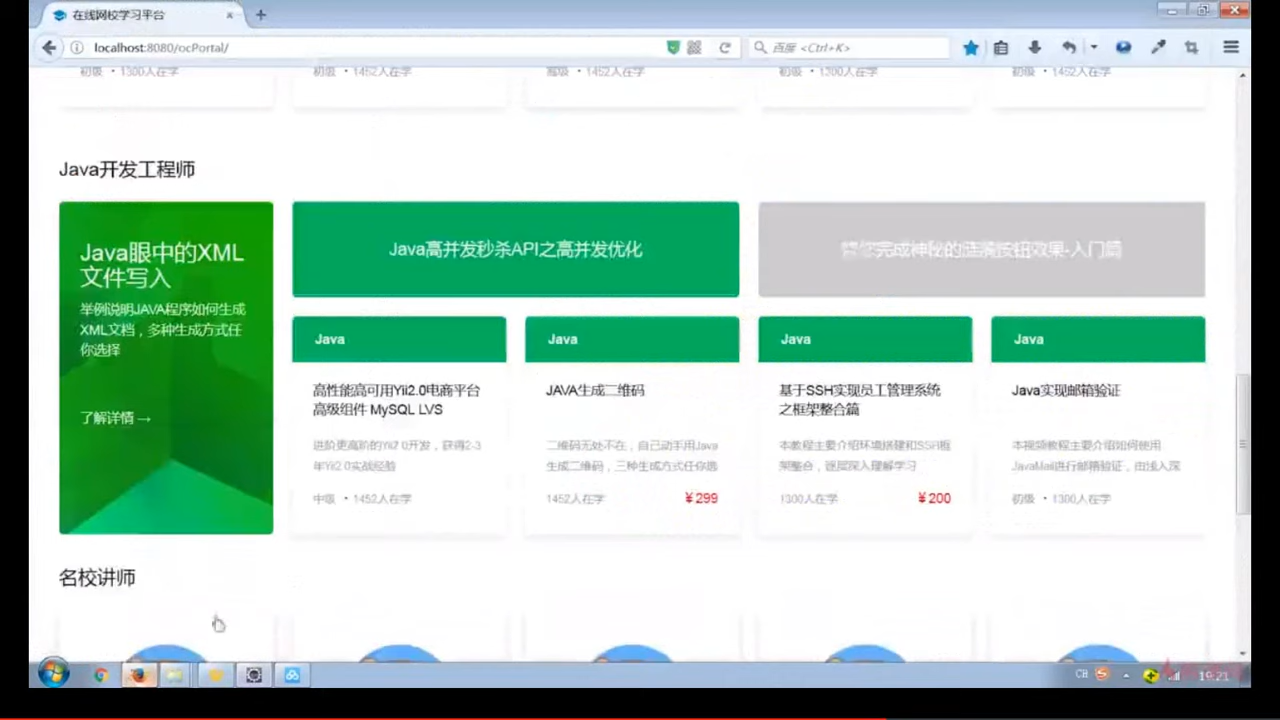 在线网校学习平台
localhost:8080/ocPortal/
百度 <Ctrl+K>
初级 · 1300人在学
初级 · 1452人在学
高级 · 1452人在学
初级 · 1300人在学
初级 · 1452人在学
Java开发工程师
Java眼中的XML
文件写入
举例说明JAVA程序如何生成
XML文档，多种生成方式任
你选择
了解详情→
Java高并发秒杀API之高并发优化
完成神秘的
按钮效果-入门篇
Java
高性能高可用Yii2.0电商平台
高级组件 MySQL LVS
进阶更高阶的Yii2.0开发，获得2-3
年Yii2.0实战经验
中级 · 1452人在学
Java
JAVA生成二维码
二维码无处不在，自己动手用Java
生成二维码，三种生成方式任你选
1452人在学
¥299
Java
基于SSH实现员工管理系统
之框架整合篇
本教程主要介绍环境搭建和SSH框
架整合，逐层深入理解学习
1300人在学
¥200
Java
Java实现邮箱验证
本视频教程主要介绍如何使用
JavaMail进行邮箱验证，由浅入深
初级 · 1300人在学
名校讲师
CH
19:21